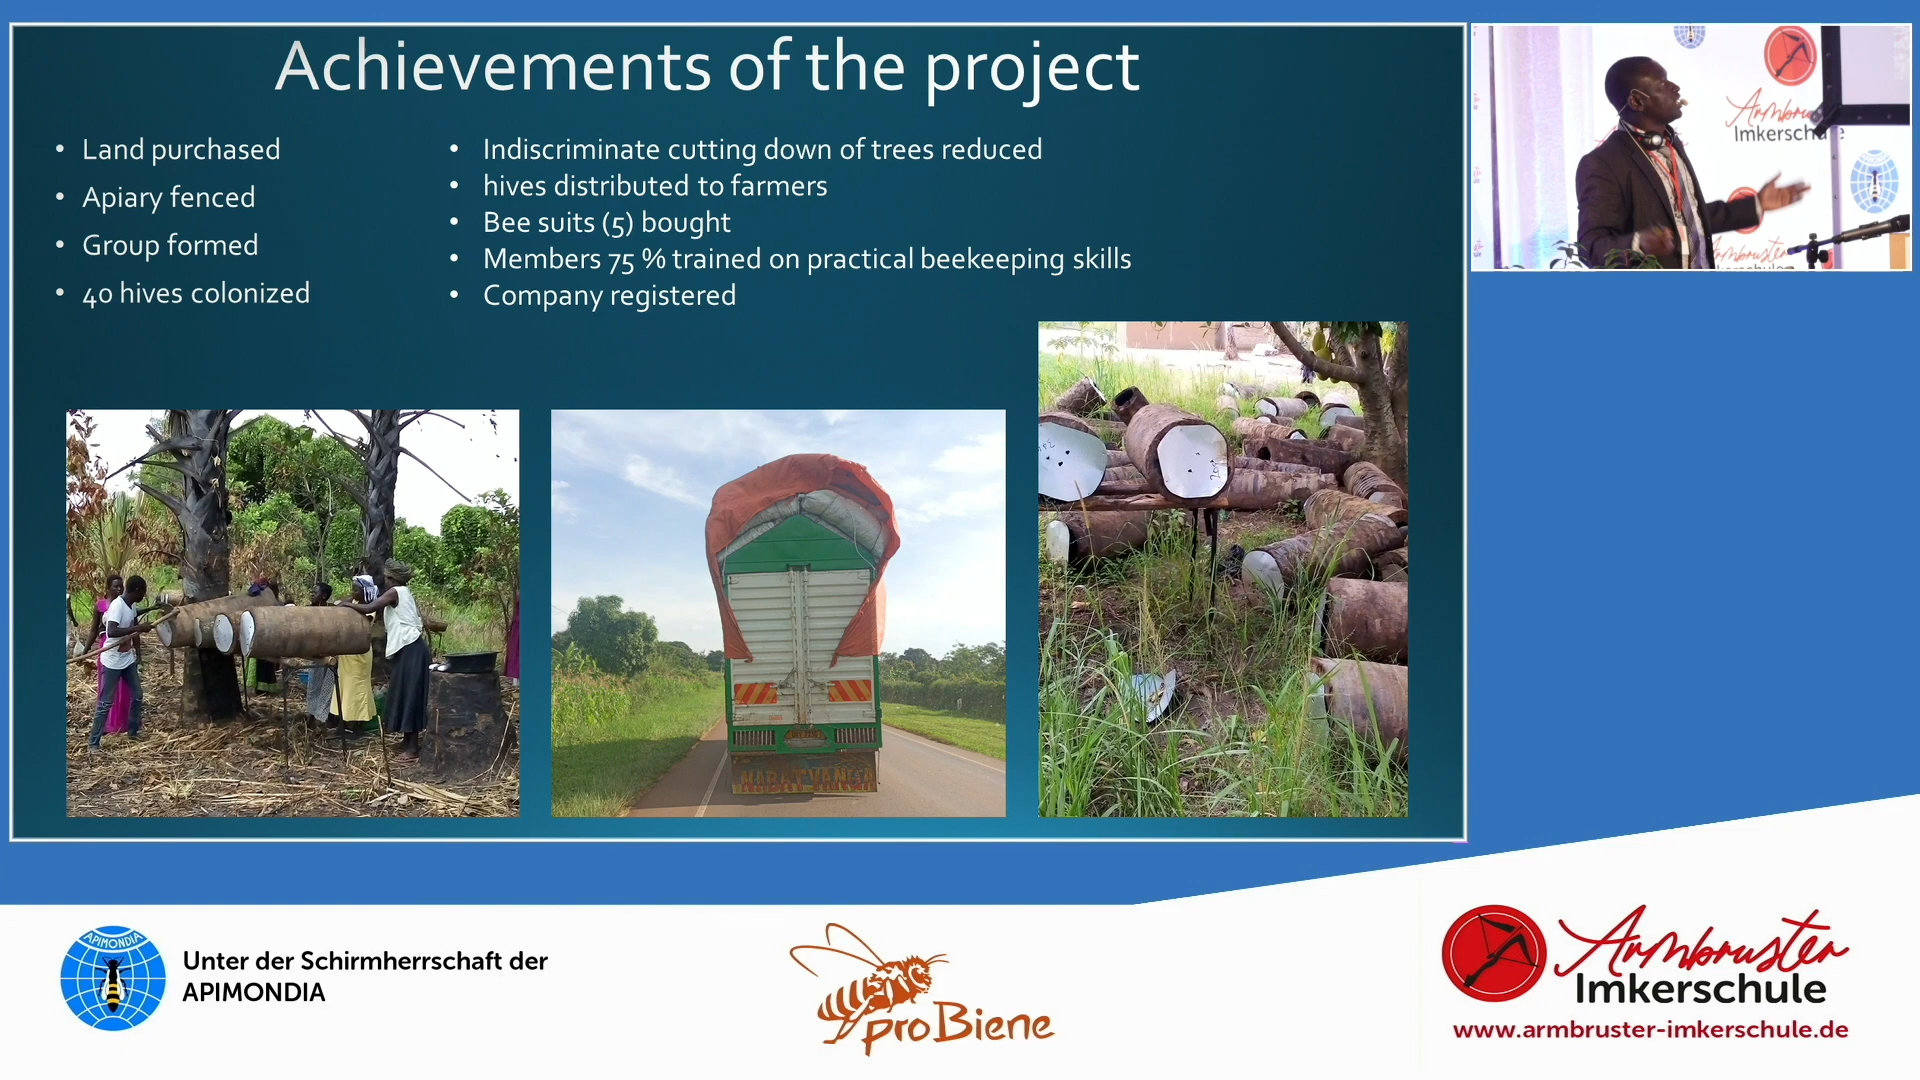 Achievements of the project
• Land purchased
• Apiary fenced
• Group formed
• 40 hives colonized
• Indiscriminate cutting down of trees reduced
• hives distributed to farmers
• Bee suits (5) bought
• Members 75 % trained on practical beekeeping skills
• Company registered
Imkerschule
APIMONDIA
Unter der Schirmherrschaft der
APIMONDIA
proBiene
Armbruster
Imkerschule
www.armbruster-imkerschule.de